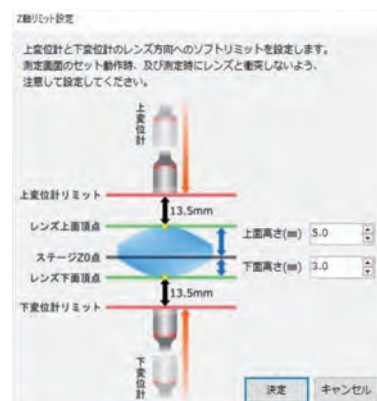 Z軸リミット設定
上変位計と下変位計のレンズ方向へのソフトリミットを設定します。
測定画面のセット動作時、及び測定時にレンズと衝突しないよう、
注意して設定してください。
上変位計
上変位計リミット
13.5mm
レンズ上面頂点
上面高さ(mm) 5.0
ステージZ0点
下面高さ(mm) 3.0
レンズ下面頂点
13.5mm
下変位計リミット
下変位計
決定 キャンセル